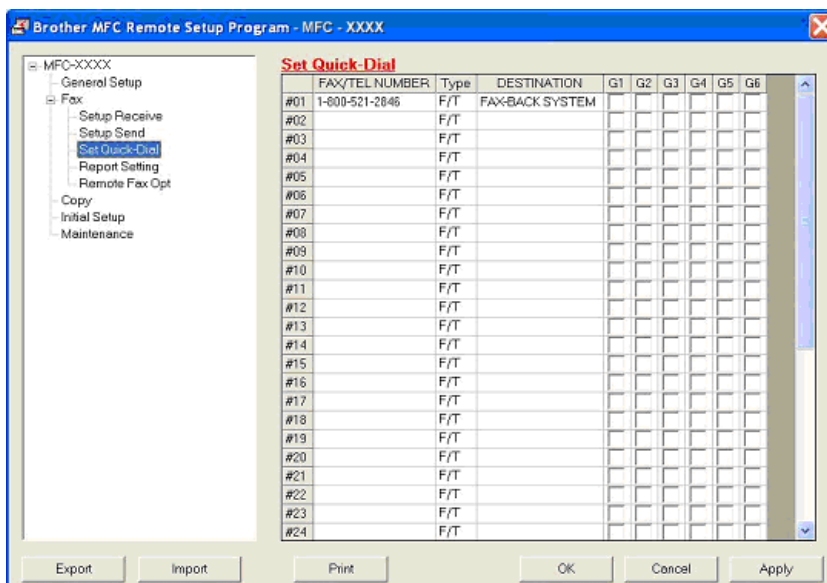 Brother MFC Remote Setup Program - MFC - XXXX
MFC-XXXX
General Setup
Fax
Setup Receive
Setup Send
Set Quick-Dial
Report Setting
Remote Fax Opt
Copy
Initial Setup
Maintenance
Set Quick-Dial
FAX/TEL NUMBER Type DESTINATION G1 G2 G3 G4 G5 G6
#01 1-800-521-2846 F/T FAX-BACK SYSTEM
#02 F/T
#03 F/T
#04 F/T
#05 F/T
#06 F/T
#07 F/T
#08 F/T
#09 F/T
#10 F/T
#11 F/T
#12 F/T
#13 F/T
#14 F/T
#15 F/T
#16 F/T
#17 F/T
#18 F/T
#19 F/T
#20 F/T
#21 F/T
#22 F/T
#23 F/T
#24 F/T
Export Import Print OK Cancel Apply